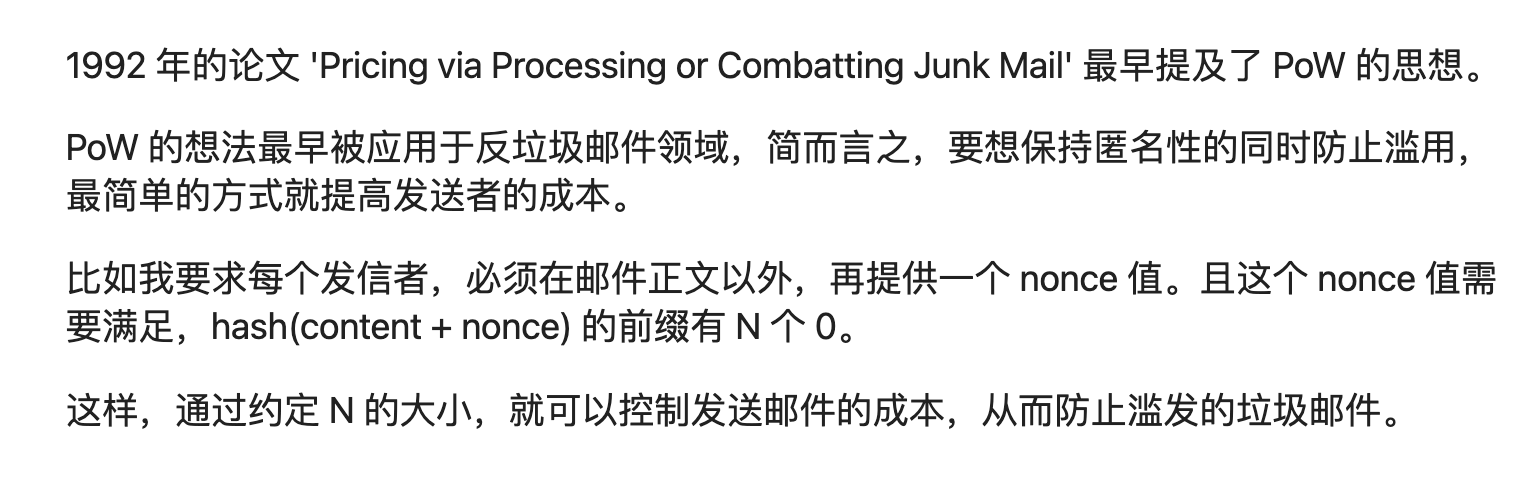 1992 年的论文 'Pricing via Processing or Combatting Junk Mail' 最早提及了 PoW 的思想。
PoW 的想法最早被应用于反垃圾邮件领域，简而言之，要想保持匿名性的同时防止滥用，
最简单的方式就提高发送者的成本。
比如我要求每个发信者，必须在邮件正文以外，再提供一个 nonce 值。且这个 nonce 值需
要满足，hash(content + nonce) 的前缀有 N 个 0。
这样，通过约定 N 的大小，就可以控制发送邮件的成本，从而防止滥发的垃圾邮件。